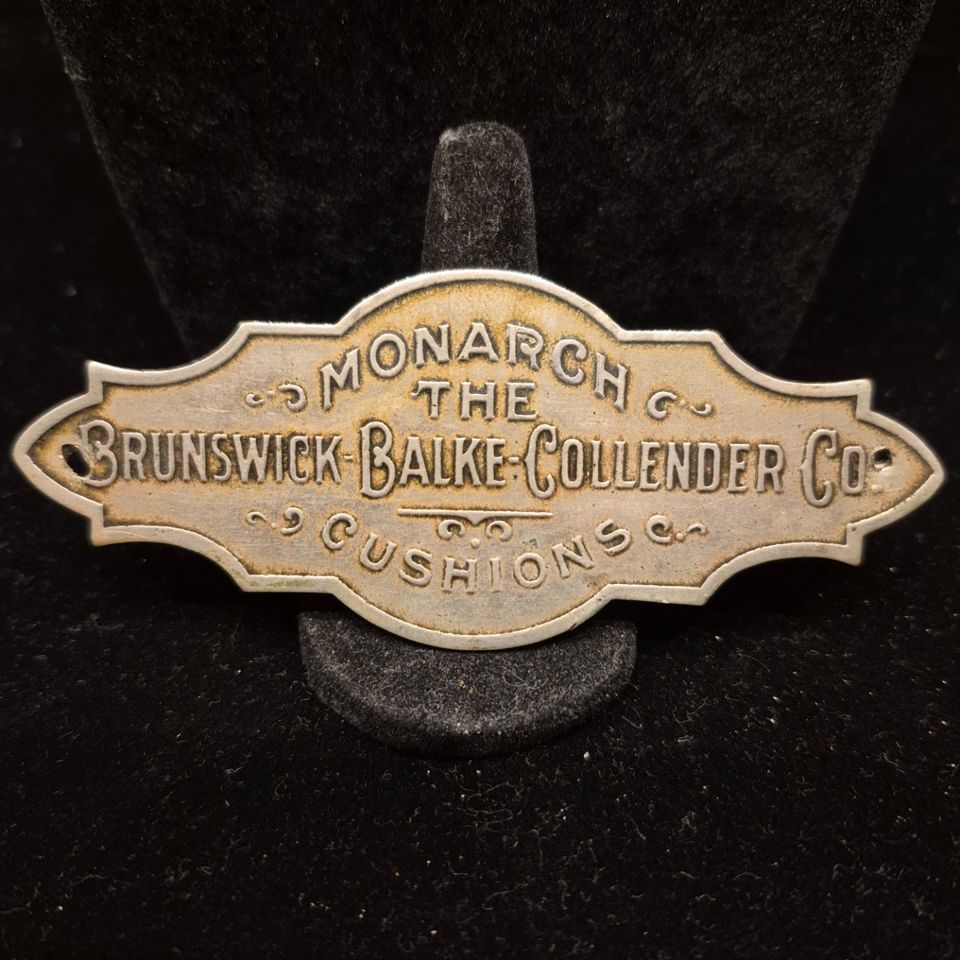 MONARCH
THE
BRUNSWICK-BALKE-COLLENDER CO.
CUSHIONS